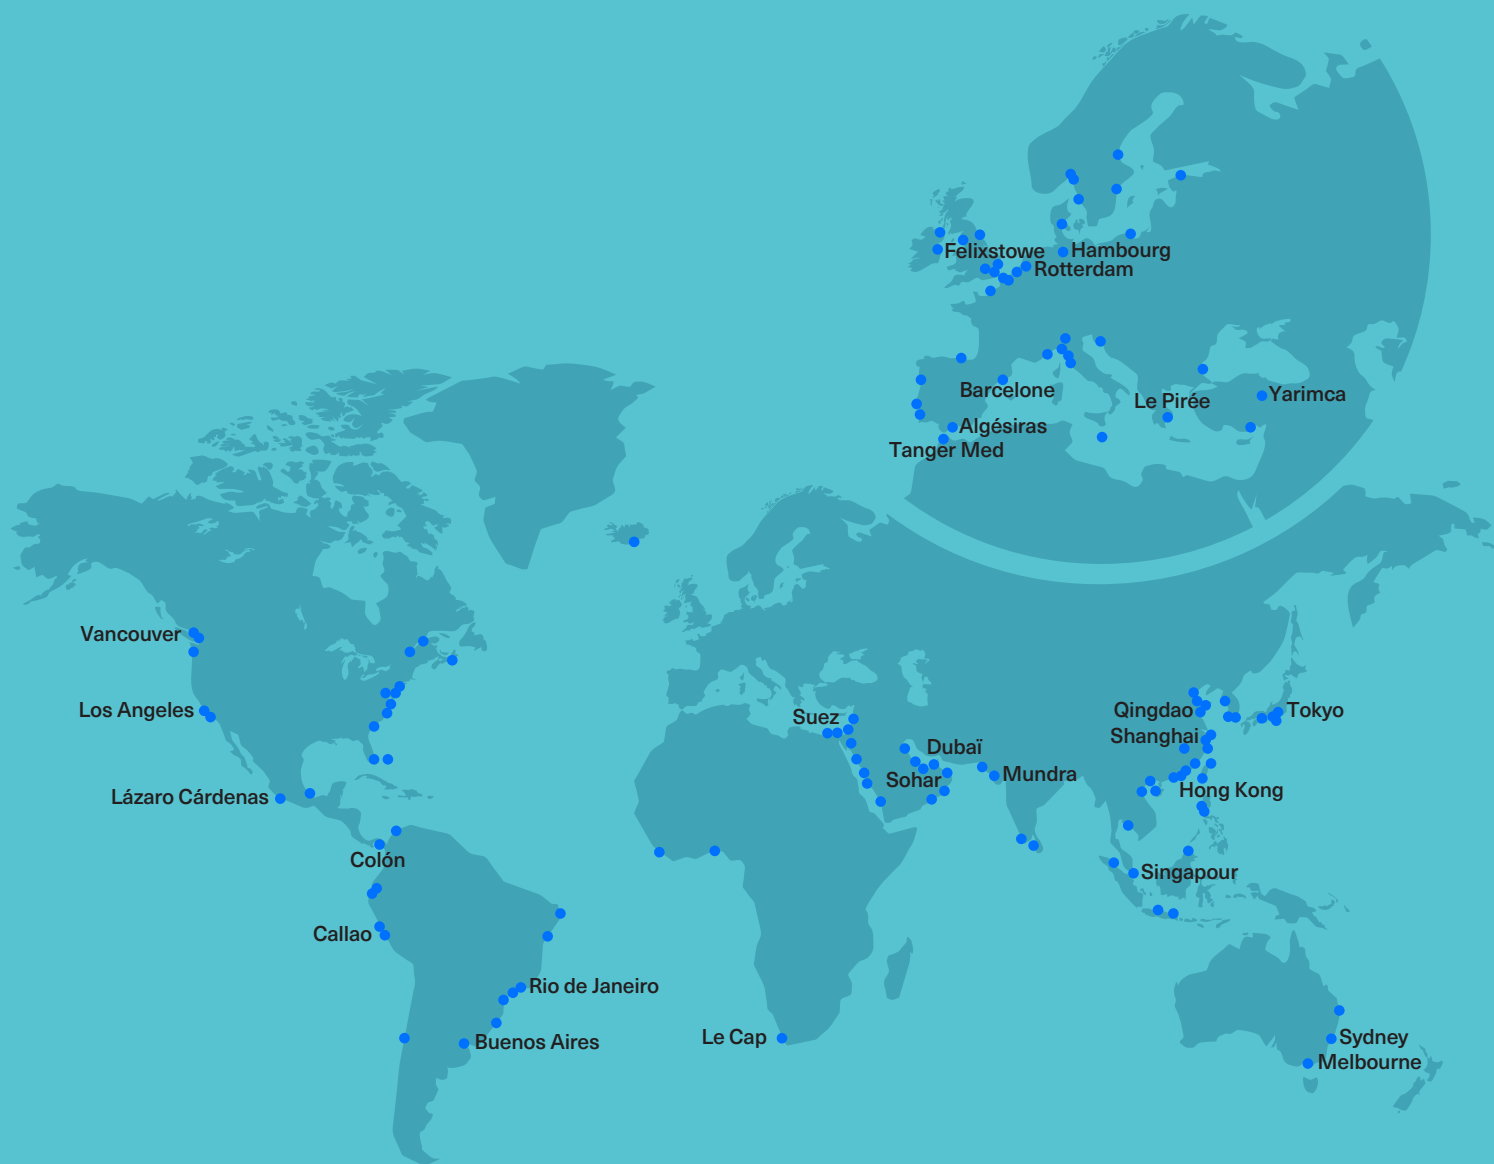 Felixstowe
Hambourg
Rotterdam
Barcelone
Le Pirée
Yarimca
Algésiras
Tanger Med
Vancouver
Los Angeles
Suez
Qingdao
Tokyo
Shanghai
Dubaï
Mundra
Sohar
Hong Kong
Lázaro Cárdenas
Colón
Singapour
Callao
Rio de Janeiro
Le Cap
Buenos Aires
Sydney
Melbourne